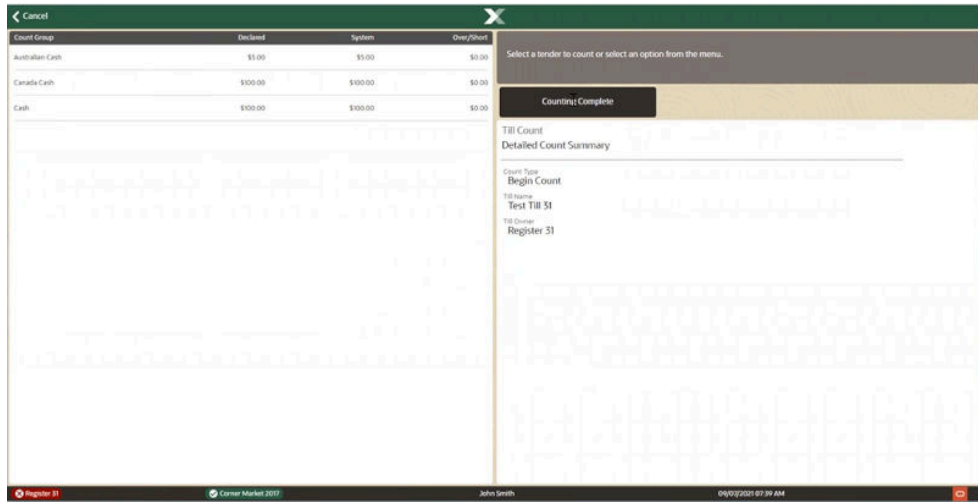 Cancel
Count Group Declared System Over/Short
Australian Cash $5.00 $5.00 $0.00
Canada Cash $100.00 $100.00 $0.00
Cash $100.00 $100.00 $0.00
Select a tender to count or select an option from the menu.
Counting Complete
Till Count
Detailed Count Summary
Count Type
Begin Count
Till Name
Test Till 31
Till Owner
Register 31
Register 31 Corner Market 2017 John Smith 09/07/2021 07:39 AM